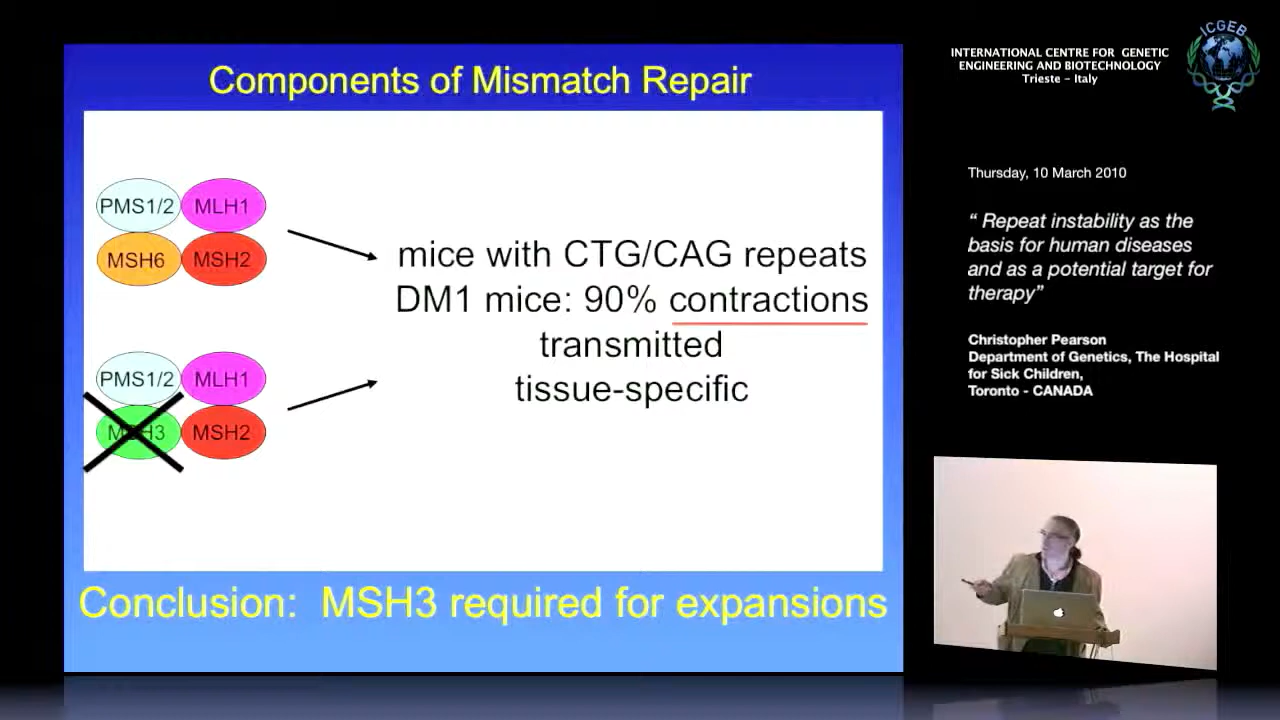 Components of Mismatch Repair
PMS1/2 MLH1
MSH6 MSH2
mice with CTG/CAG repeats
DM1 mice: 90% contractions
transmitted
tissue-specific
PMS1/2 MLH1
MSH3 MSH2
Conclusion: MSH3 required for expansions
INTERNATIONAL CENTRE FOR GENETIC
ENGINEERING AND BIOTECHNOLOGY
Trieste - Italy
ICGEB
Thursday, 10 March 2010
“ Repeat instability as the
basis for human diseases
and as a potential target for
therapy”
Christopher Pearson
Department of Genetics, The Hospital
for Sick Children,
Toronto - CANADA